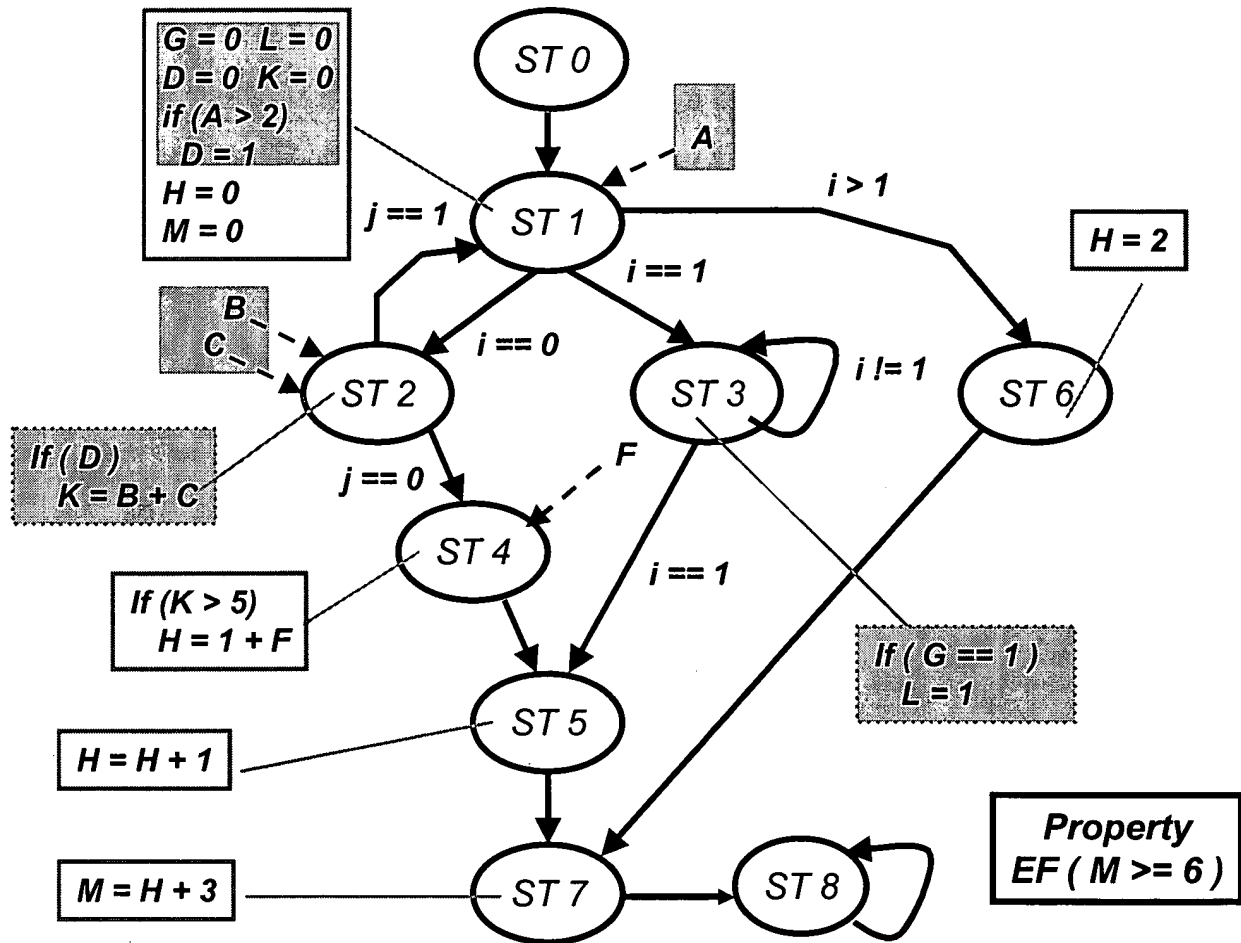 G = 0 L = 0
D = 0 K = 0
if (A > 2)
D = 1
H = 0
M = 0
ST 0
A
i > 1
j == 1
ST 1
H = 2
i == 1
B
C
i == 0
ST 2
ST 3
i != 1
ST 6
If ( D )
K = B + C
j == 0
F
ST 4
i == 1
If (K > 5)
H = 1 + F
If ( G == 1 )
L = 1
ST 5
H = H + 1
Property
EF ( M >= 6 )
M = H + 3
ST 7
ST 8